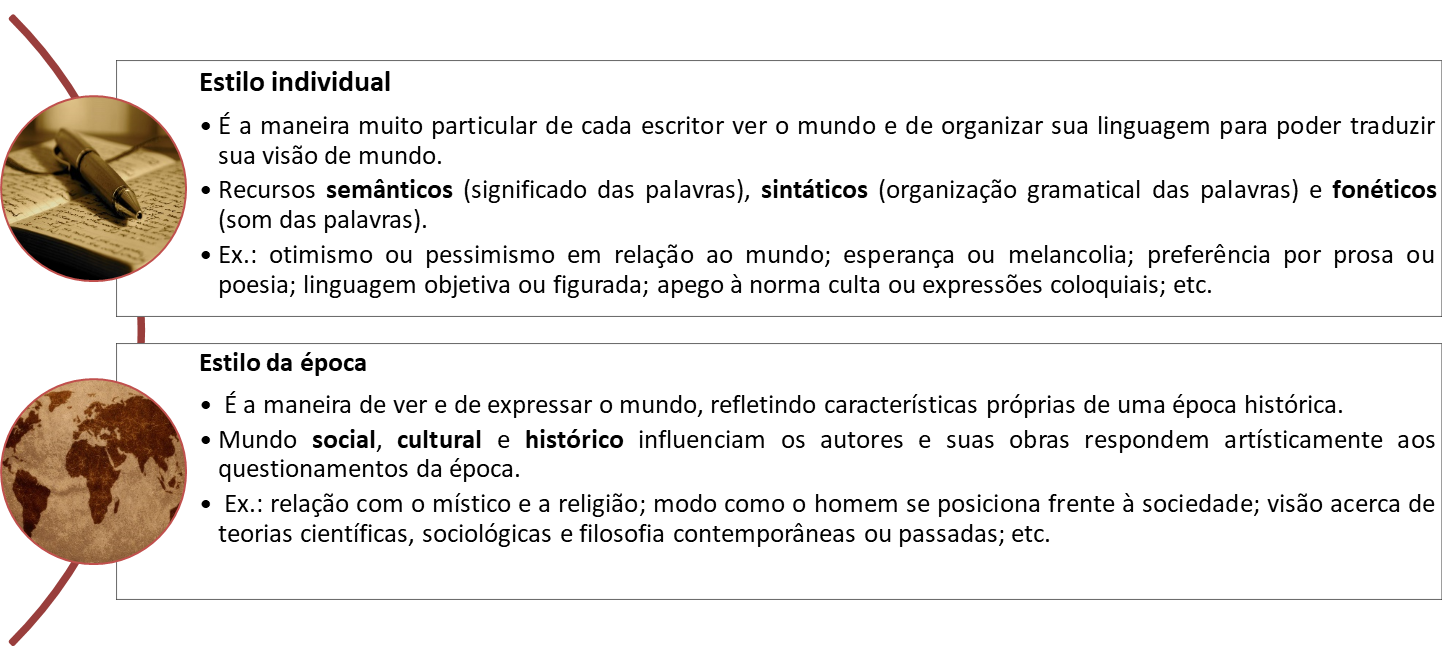 Estilo individual
• É a maneira muito particular de cada escritor ver o mundo e de organizar sua linguagem para poder traduzir
sua visão de mundo.
• Recursos semânticos (significado das palavras), sintáticos (organização gramatical das palavras) e fonéticos
(som das palavras).
• Ex.: otimismo ou pessimismo em relação ao mundo; esperança ou melancolia; preferência por prosa ou
poesia; linguagem objetiva ou figurada; apego à norma culta ou expressões coloquiais; etc.
Estilo da época
• É a maneira de ver e de expressar o mundo, refletindo características próprias de uma época histórica.
• Mundo social, cultural e histórico influenciam os autores e suas obras respondem artísticamente aos
questionamentos da época.
• Ex.: relação com o místico e a religião; modo como o homem se posiciona frente à sociedade; visão acerca de
teorias científicas, sociológicas e filosofia contemporâneas ou passadas; etc.